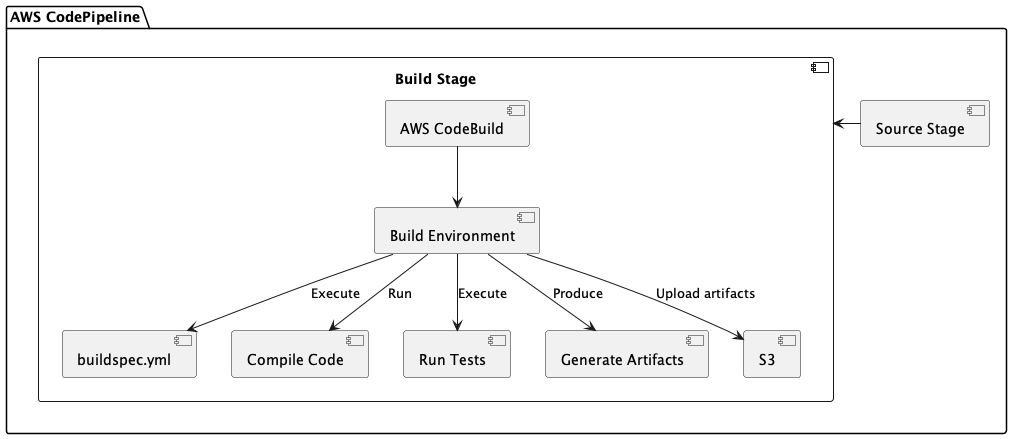 AWS CodePipeline
Build Stage
AWS CodeBuild
Source Stage
Build Environment
Execute
Run
Execute
Produce
Upload artifacts
buildspec.yml
Compile Code
Run Tests
Generate Artifacts
S3